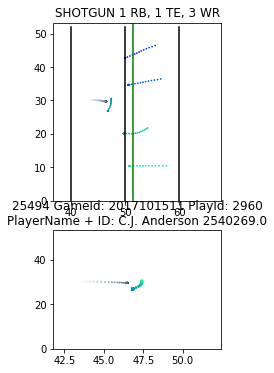 SHOTGUN 1 RB, 1 TE, 3 WR
50
40
30
20
10
0
40 50 60
25494 GameId: 2017101511 PlayId: 2960
PlayerName + ID: C.J. Anderson 2540269.0
40
20
0
42.5 45.0 47.5 50.0